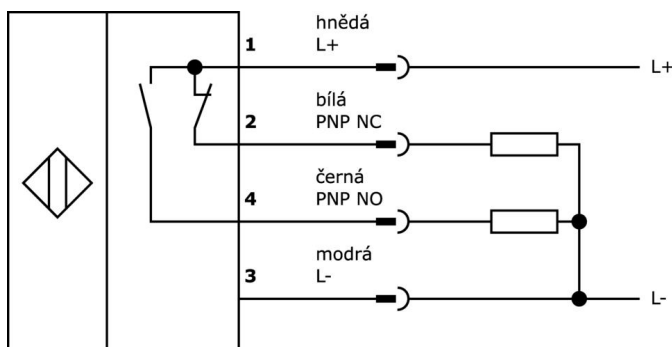 hnědá
1 L+ L+
bílá
2 PNP NC
černá
4 PNP NO
modrá
3 L- L-